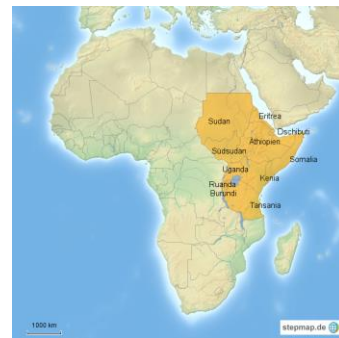 Sudan
Eritrea
Dschibuti
Äthiopien
Südsudan
Somalia
Uganda
Kenia
Ruanda
Burundi
Tansania
1000 km
stepmap.de